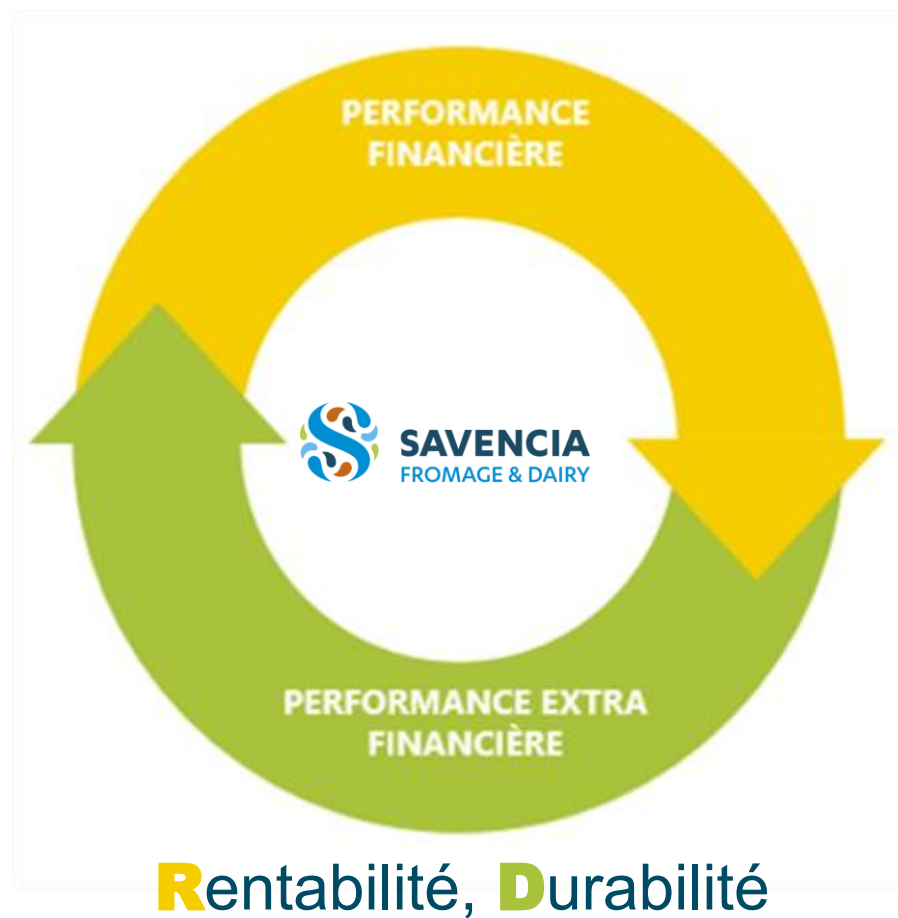 PERFORMANCE
FINANCIÈRE
SAVENCIA
FROMAGE & DAIRY
PERFORMANCE EXTRA
FINANCIÈRE
Rentabilité, Durabilité